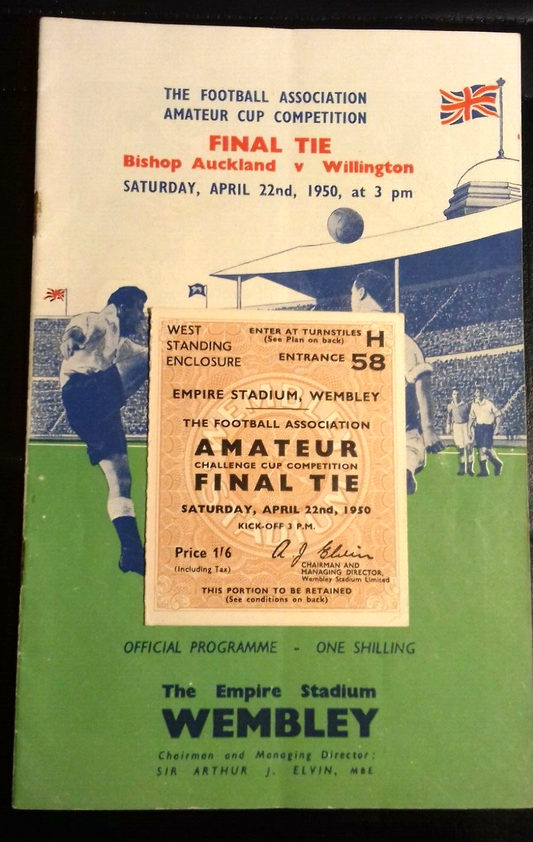 THE FOOTBALL ASSOCIATION
AMATEUR CUP COMPETITION
FINAL TIE
Bishop Auckland v Willington
SATURDAY, APRIL 22nd, 1950, at 3 pm
WEST
STANDING
ENCLOSURE
ENTER AT TURNSTILES H
(See Plan on back)
ENTRANCE 58
EMPIRE STADIUM, WEMBLEY
THE FOOTBALL ASSOCIATION
AMATEUR
CHALLENGE CUP COMPETITION
FINAL TIE
SATURDAY, APRIL 22nd, 1950
KICK-OFF 3 P.M.
Price 1/6
(Including Tax)
A J Elvin
CHAIRMAN AND
MANAGING DIRECTOR,
Wembley Stadium Limited
THIS PORTION TO BE RETAINED
(See conditions on back)
OFFICIAL PROGRAMME - ONE SHILLING
The Empire Stadium
WEMBLEY
Chairman and Managing Director:
SIR ARTHUR J. ELVIN, MBE